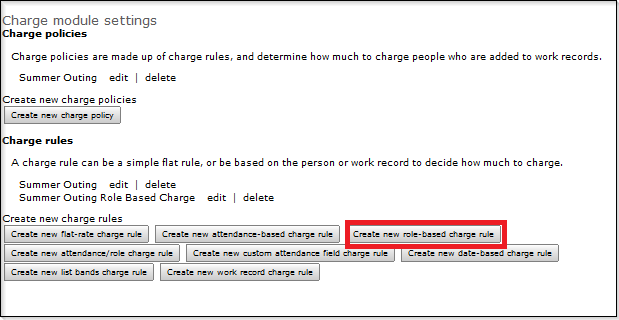 Charge module settings
Charge policies
Charge policies are made up of charge rules, and determine how much to charge people who are added to work records.
Summer Outing edit | delete
Create new charge policies
Create new charge policy
Charge rules
A charge rule can be a simple flat rule, or be based on the person or work record to decide how much to charge.
Summer Outing edit | delete
Summer Outing Role Based Charge edit | delete
Create new charge rules
Create new flat-rate charge rule Create new attendance-based charge rule Create new role-based charge rule
Create new attendance/role charge rule Create new custom attendance field charge rule Create new date-based charge rule
Create new list bands charge rule Create new work record charge rule